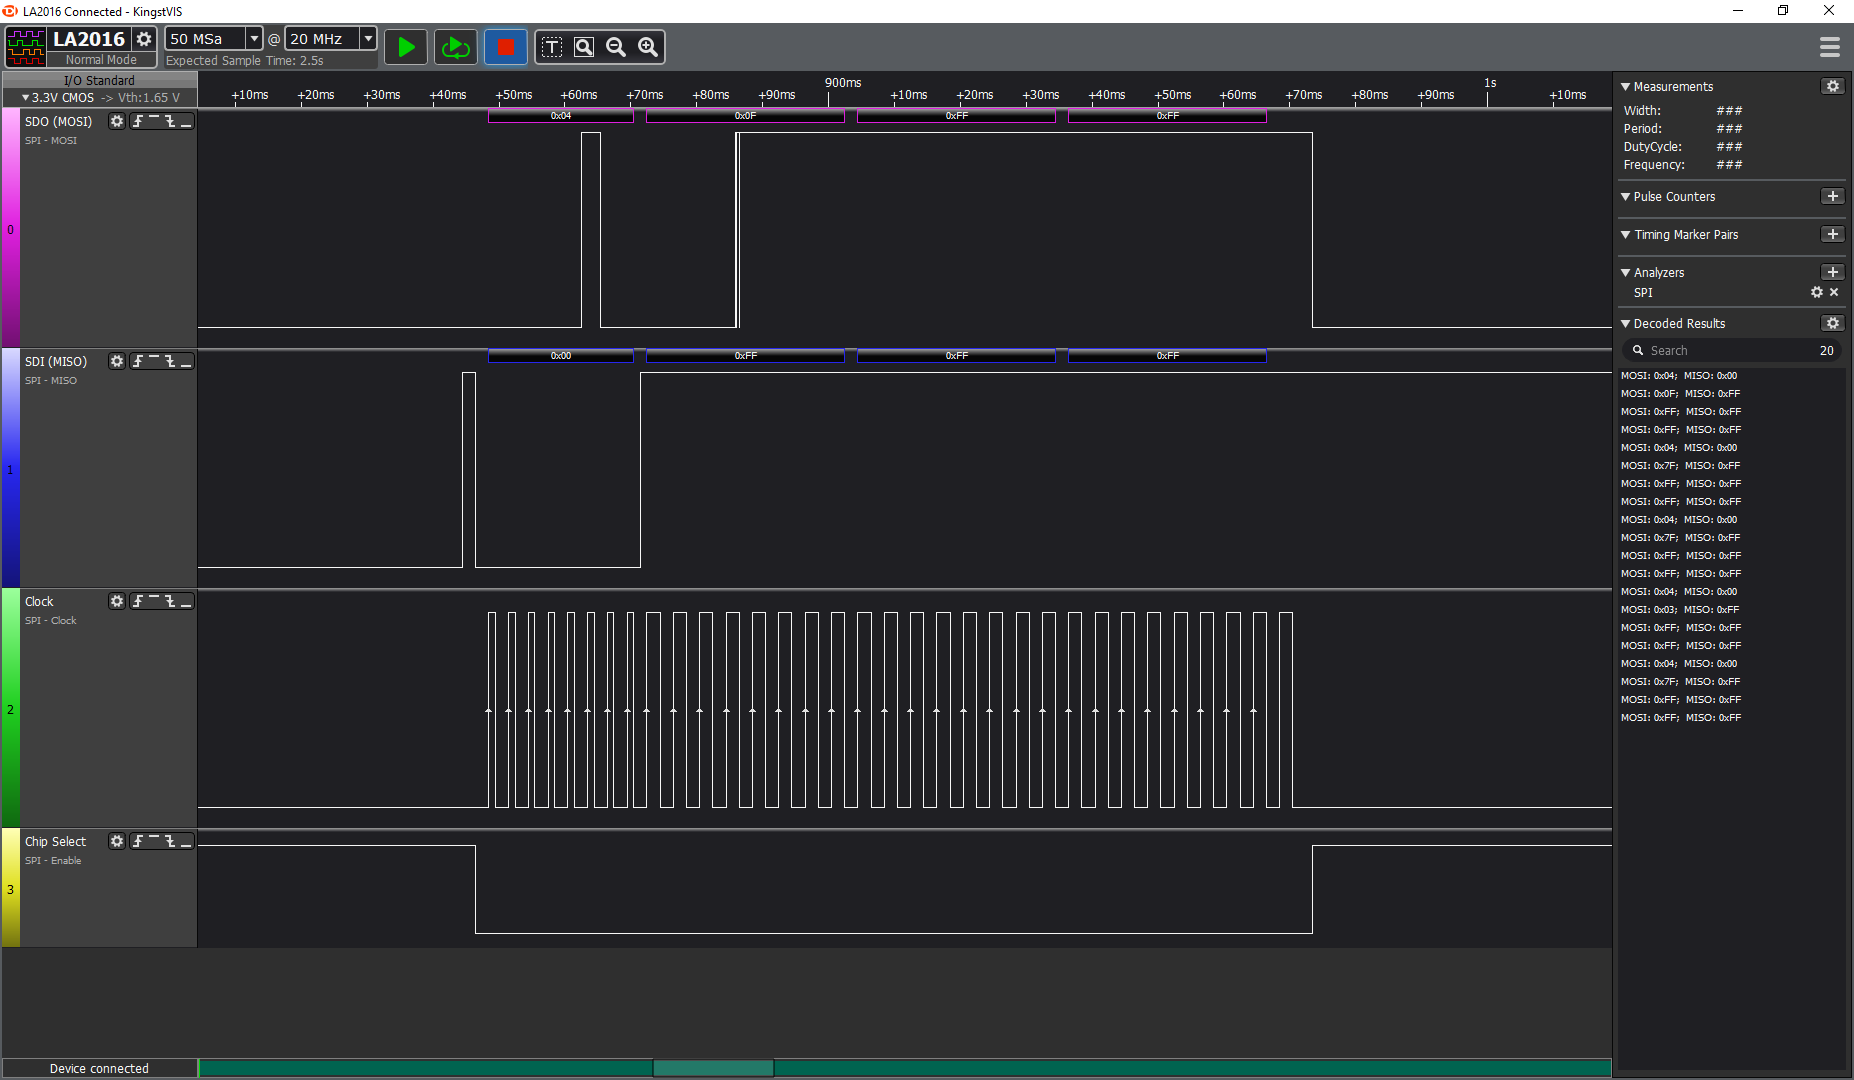 LA2016 Connected - KingstVIS
LA2016
Normal Mode
50 MSa @ 20 MHz
Expected Sample Time: 2.5s
T
I/O Standard
3.3V CMOS -> Vth:1.65 V
900ms 1s
+10ms +20ms +30ms +40ms +50ms +60ms +70ms +80ms +90ms +10ms +20ms +30ms +40ms +50ms +60ms +70ms +80ms +90ms +10ms
SDO (MOSI)
SPI - MOSI
0
0x04 0x0F 0xFF 0xFF
SDI (MISO)
SPI - MISO
1
0x00 0xFF 0xFF 0xFF
Clock
SPI - Clock
2
Chip Select
SPI - Enable
3
Device connected
Measurements
Width: ###
Period: ###
DutyCycle: ###
Frequency: ###
Pulse Counters
Timing Marker Pairs
Analyzers
SPI
Decoded Results
Search 20
MOSI: 0x04; MISO: 0x00
MOSI: 0x0F; MISO: 0xFF
MOSI: 0xFF; MISO: 0xFF
MOSI: 0xFF; MISO: 0xFF
MOSI: 0x04; MISO: 0x00
MOSI: 0x7F; MISO: 0xFF
MOSI: 0xFF; MISO: 0xFF
MOSI: 0xFF; MISO: 0xFF
MOSI: 0x04; MISO: 0x00
MOSI: 0x7F; MISO: 0xFF
MOSI: 0xFF; MISO: 0xFF
MOSI: 0xFF; MISO: 0xFF
MOSI: 0x04; MISO: 0x00
MOSI: 0x03; MISO: 0xFF
MOSI: 0xFF; MISO: 0xFF
MOSI: 0xFF; MISO: 0xFF
MOSI: 0x04; MISO: 0x00
MOSI: 0x7F; MISO: 0xFF
MOSI: 0xFF; MISO: 0xFF
MOSI: 0xFF; MISO: 0xFF